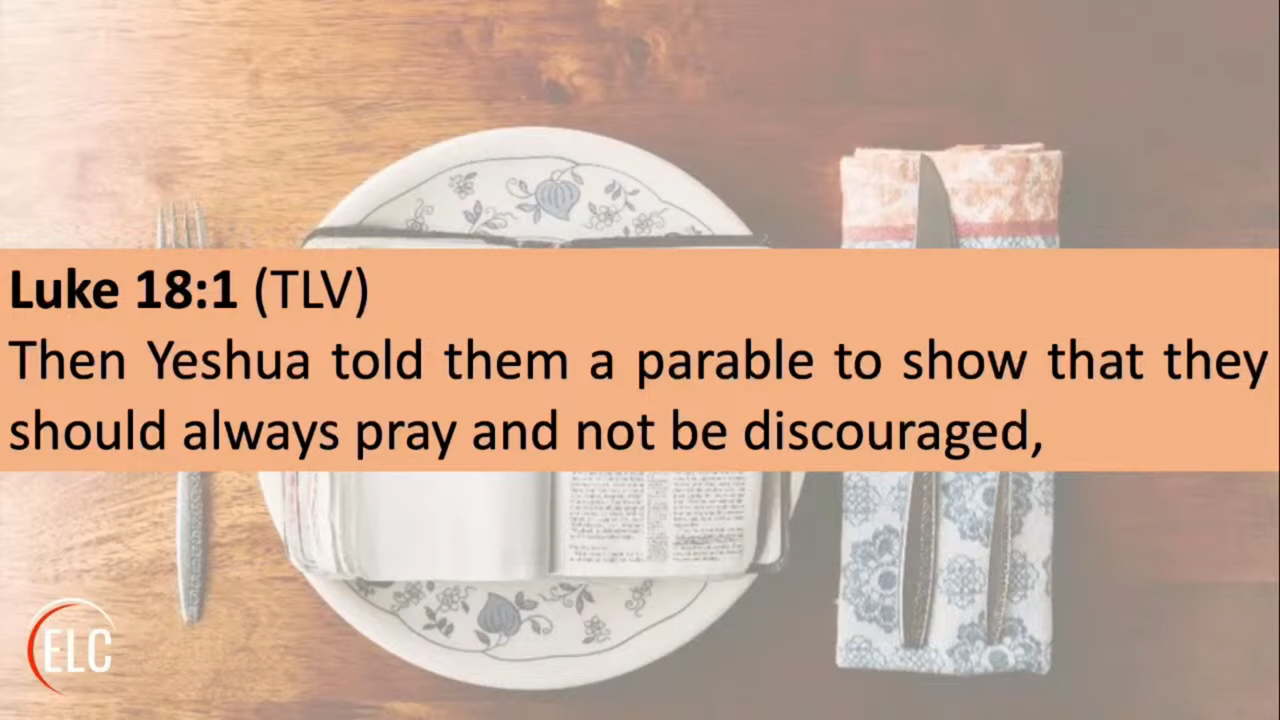 Luke 18:1 (TLV)
Then Yeshua told them a parable to show that they
should always pray and not be discouraged,
ELC